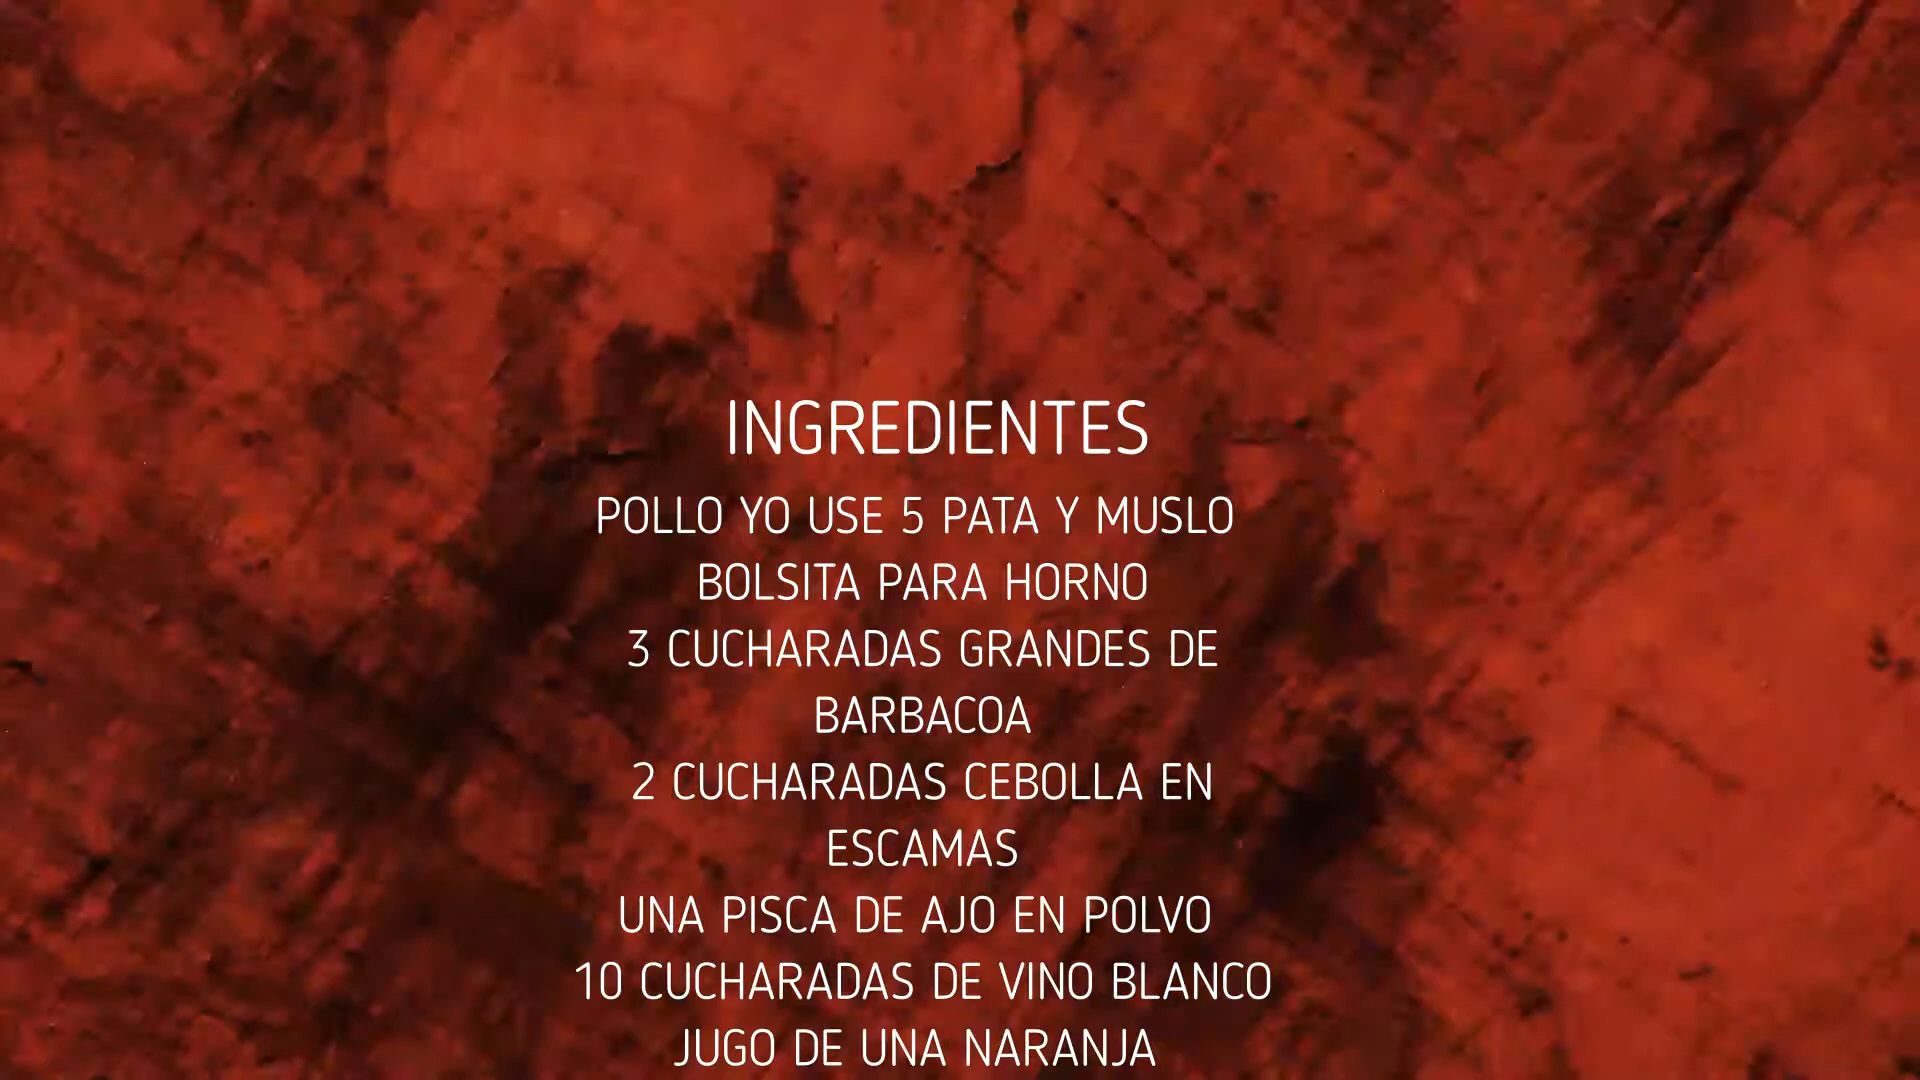 INGREDIENTES
POLLO YO USE 5 PATA Y MUSLO
BOLSITA PARA HORNO
3 CUCHARADAS GRANDES DE
BARBACOA
2 CUCHARADAS CEBOLLA EN
ESCAMAS
UNA PISCA DE AJO EN POLVO
10 CUCHARADAS DE VINO BLANCO
JUGO DE UNA NARANJA